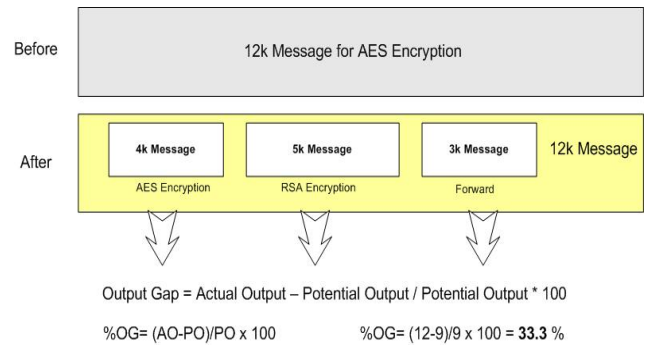 Before
12k Message for AES Encryption
After
4k Message
5k Message
3k Message
12k Message
AES Encryption
RSA Encryption
Forward
Output Gap = Actual Output – Potential Output / Potential Output * 100
%OG= (AO-PO)/PO x 100
%OG= (12-9)/9 x 100 = 33.3 %